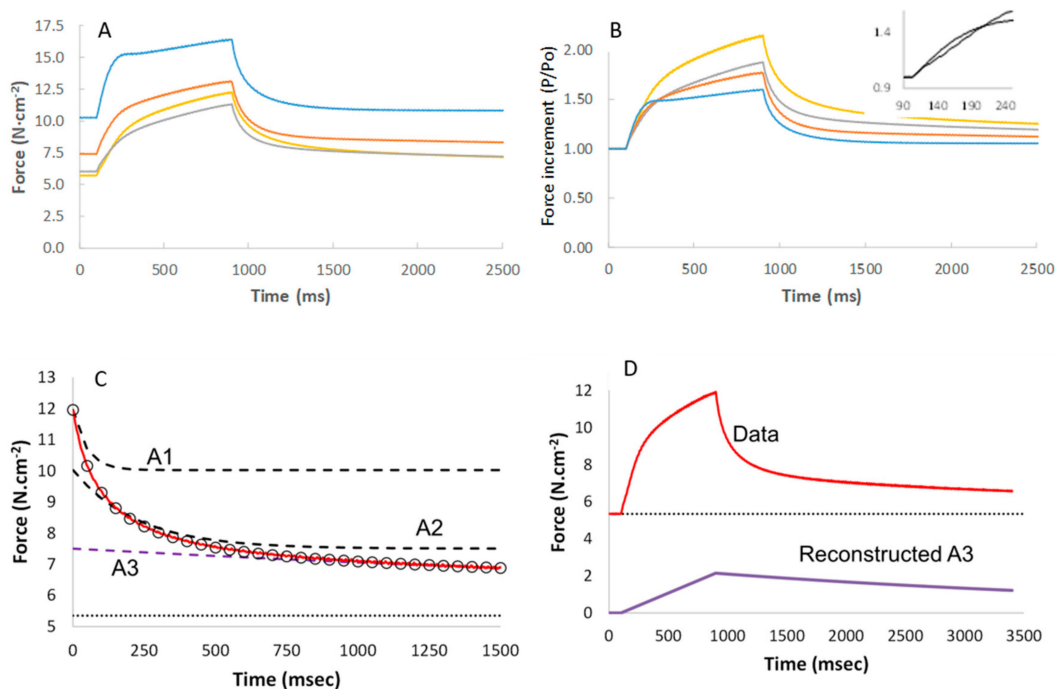 A
17.5
15.0
12.5
10.0
7.5
5.0
2.5
0.0
Force (N·cm⁻²)
0 500 1000 1500 2000 2500
Time (ms)
B
2.00
1.50
1.00
0.50
0.00
Force increment (P/Po)
0 500 1000 1500 2000 2500
Time (ms)
1.4
0.9
90 140 190 240
C
13
12
11
10
9
8
7
6
5
Force (N.cm⁻²)
A1
A2
A3
0 250 500 750 1000 1250 1500
Time (msec)
D
12
10
8
6
4
2
0
Force (N.cm⁻²)
Data
Reconstructed A3
0 500 1000 1500 2000 2500 3000 3500
Time (msec)